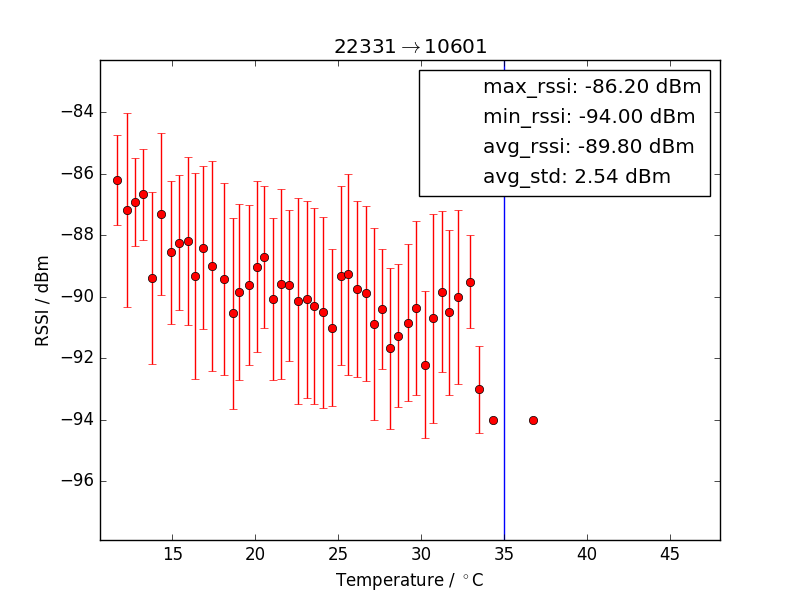 22331→10601
max_rssi: -86.20 dBm
min_rssi: -94.00 dBm
avg_rssi: -89.80 dBm
avg_std: 2.54 dBm
RSSI / dBm
−84
−86
−88
−90
−92
−94
−96
15 20 25 30 35 40 45
Temperature / °C